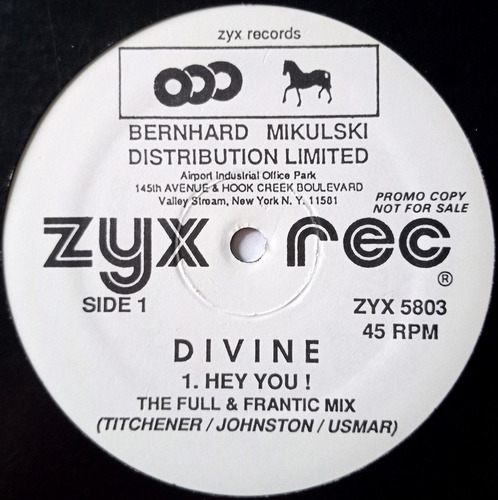 zyx records
BERNHARD MIKULSKI
DISTRIBUTION LIMITED
Airport Industrial Office Park
145th AVENUE & HOOK CREEK BOULEVARD
Valley Stream, New York N. Y. 11501
PROMO COPY
NOT FOR SALE
zyx rec ®
SIDE 1
ZYX 5803
45 RPM
DIVINE
1. HEY YOU !
THE FULL & FRANTIC MIX
(TITCHENER / JOHNSTON / USMAR)